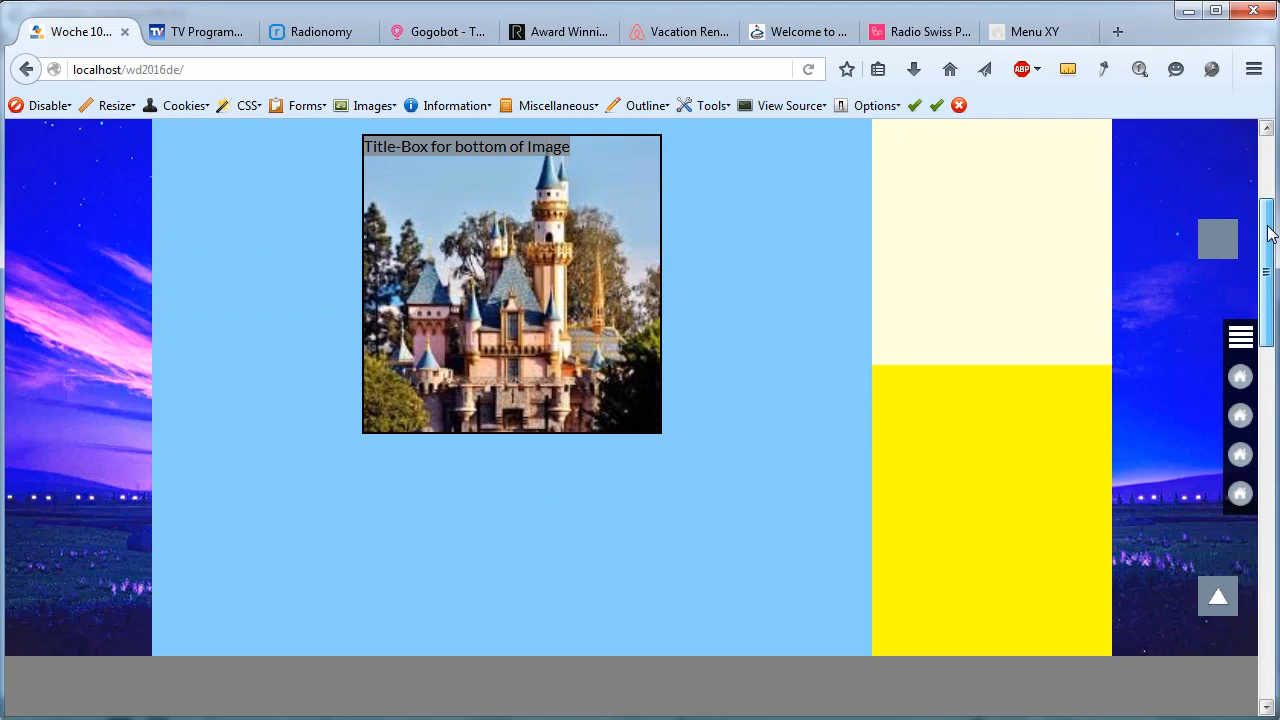 Woche 10...
TV Program...
Radionomy
Gogobot - T...
Award Winni...
Vacation Ren...
Welcome to ...
Radio Swiss P...
Menu XY
localhost/wd2016de/
ABP
Disable
Resize
Cookies
CSS
Forms
Images
Information
Miscellaneous
Outline
Tools
View Source
Options
Title-Box for bottom of Image